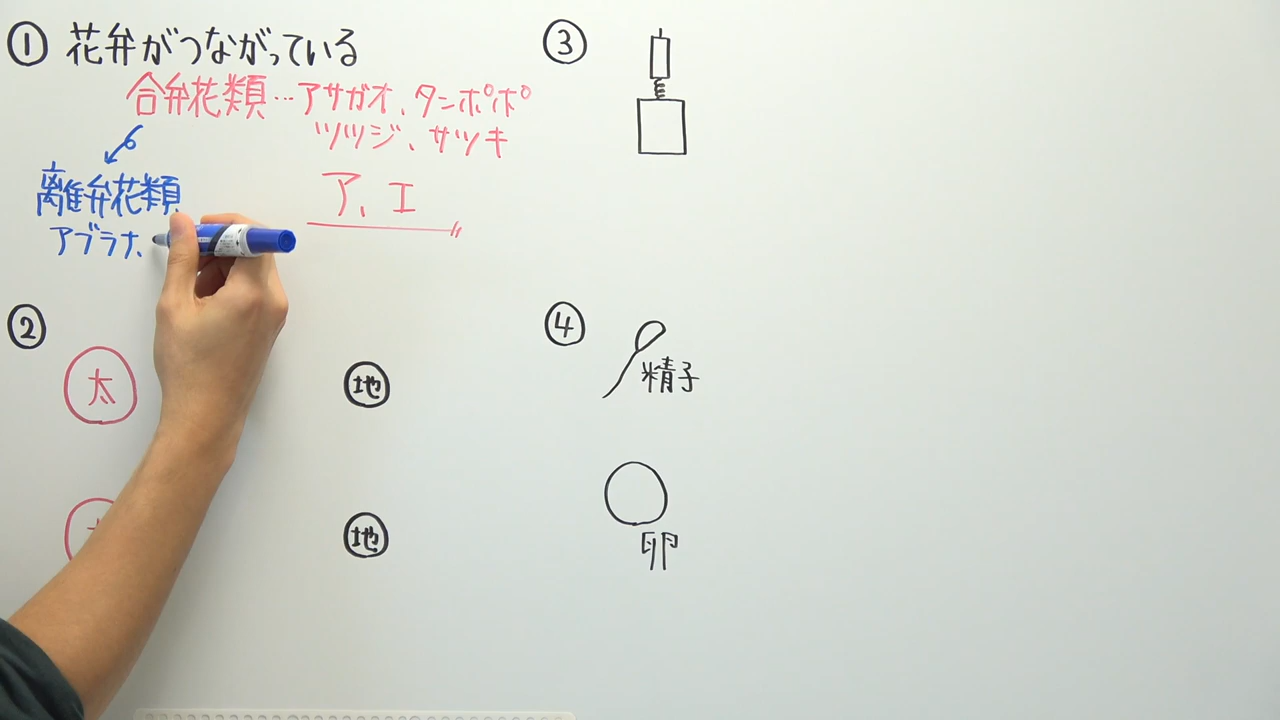 ① 花弁がつながっている
合弁花類…アサガオ、タンポポ
ツツジ、サツキ
離弁花類
アブラナ、
ア、エ
②
太
地
地
③
④
精子
卵